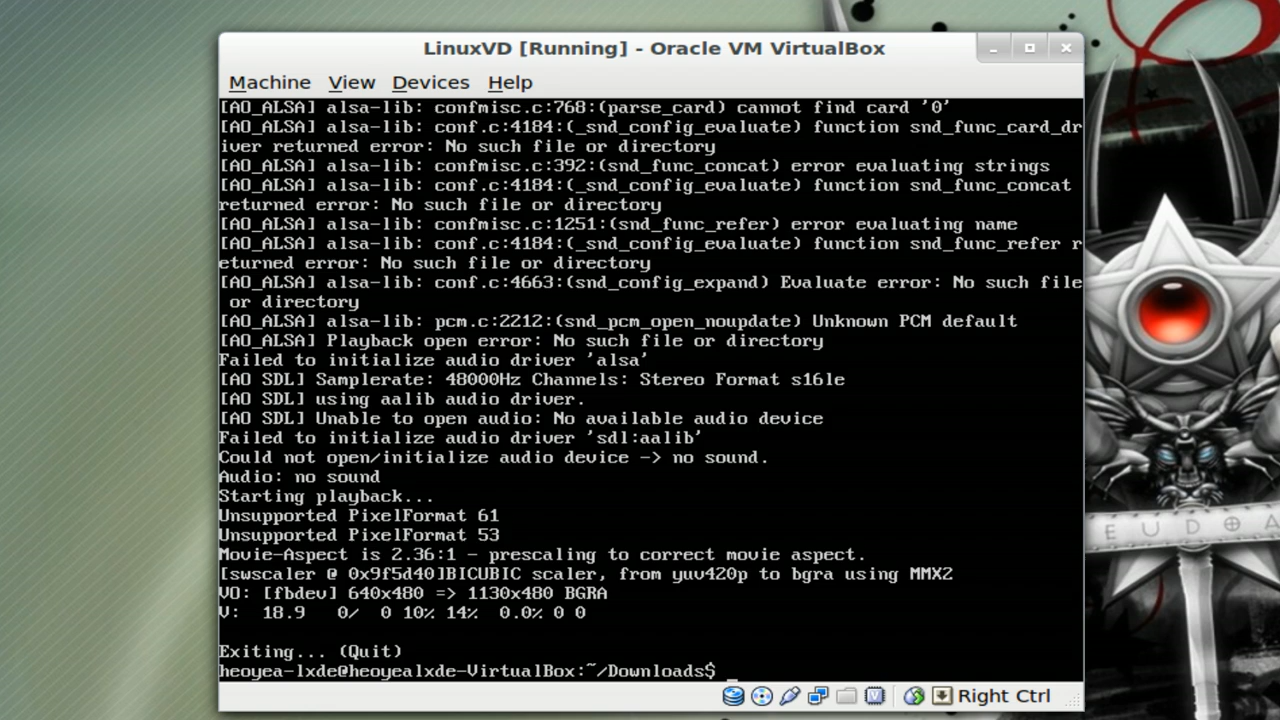 LinuxVD [Running] - Oracle VM VirtualBox
Machine View Devices Help
[AO_ALSA] alsa-lib: confmisc.c:768:(parse_card) cannot find card '0'
[AO_ALSA] alsa-lib: conf.c:4184:(_snd_config_evaluate) function snd_func_card_dr
iver returned error: No such file or directory
[AO_ALSA] alsa-lib: confmisc.c:392:(snd_func_concat) error evaluating strings
[AO_ALSA] alsa-lib: conf.c:4184:(_snd_config_evaluate) function snd_func_concat
returned error: No such file or directory
[AO_ALSA] alsa-lib: confmisc.c:1251:(snd_func_refer) error evaluating name
[AO_ALSA] alsa-lib: conf.c:4184:(_snd_config_evaluate) function snd_func_refer r
eturned error: No such file or directory
[AO_ALSA] alsa-lib: conf.c:4663:(snd_config_expand) Evaluate error: No such file
or directory
[AO_ALSA] alsa-lib: pcm.c:2212:(snd_pcm_open_noupdate) Unknown PCM default
[AO_ALSA] Playback open error: No such file or directory
Failed to initialize audio driver 'alsa'
[AO SDL] Samplerate: 48000Hz Channels: Stereo Format s16le
[AO SDL] using aalib audio driver.
[AO SDL] Unable to open audio: No available audio device
Failed to initialize audio driver 'sdl:aalib'
Could not open/initialize audio device -> no sound.
Audio: no sound
Starting playback...
Unsupported PixelFormat 61
Unsupported PixelFormat 53
Movie-Aspect is 2.36:1 - prescaling to correct movie aspect.
[swscaler @ 0x9f5d40]BICUBIC scaler, from yuv420p to bgra using MMX2
VO: [fbdev] 640x480 => 1130x480 BGRA
V: 18.9 0/ 0 10% 14% 0.0% 0 0
Exiting... (Quit)
heoyea-lxde@heoyealxde-VirtualBox:~/Downloads$ _
Right Ctrl